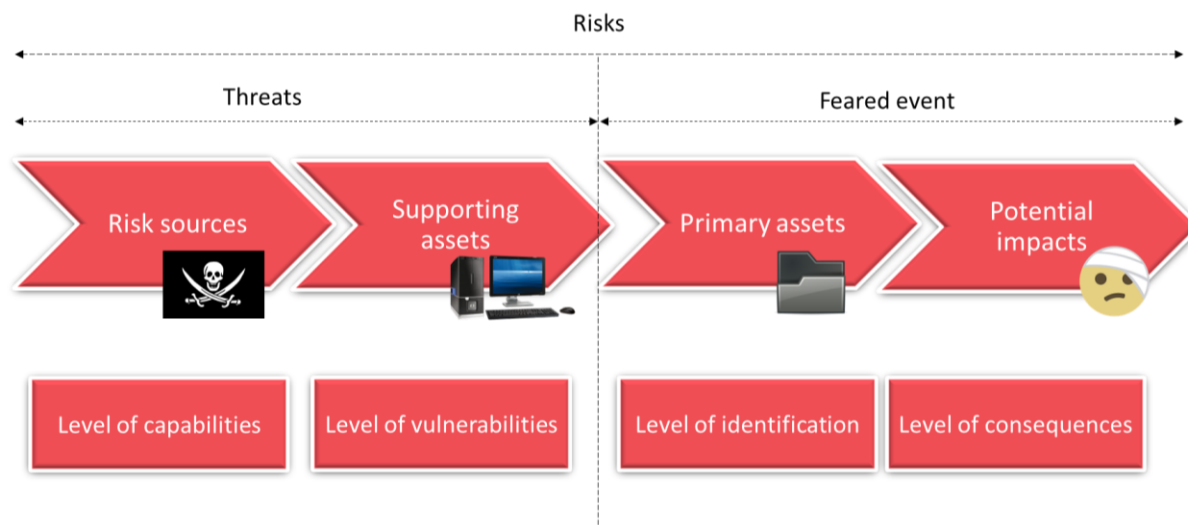 Risks
Threats
Feared event
Risk sources
Supporting
assets
Primary assets
Potential
impacts
Level of capabilities
Level of vulnerabilities
Level of identification
Level of consequences